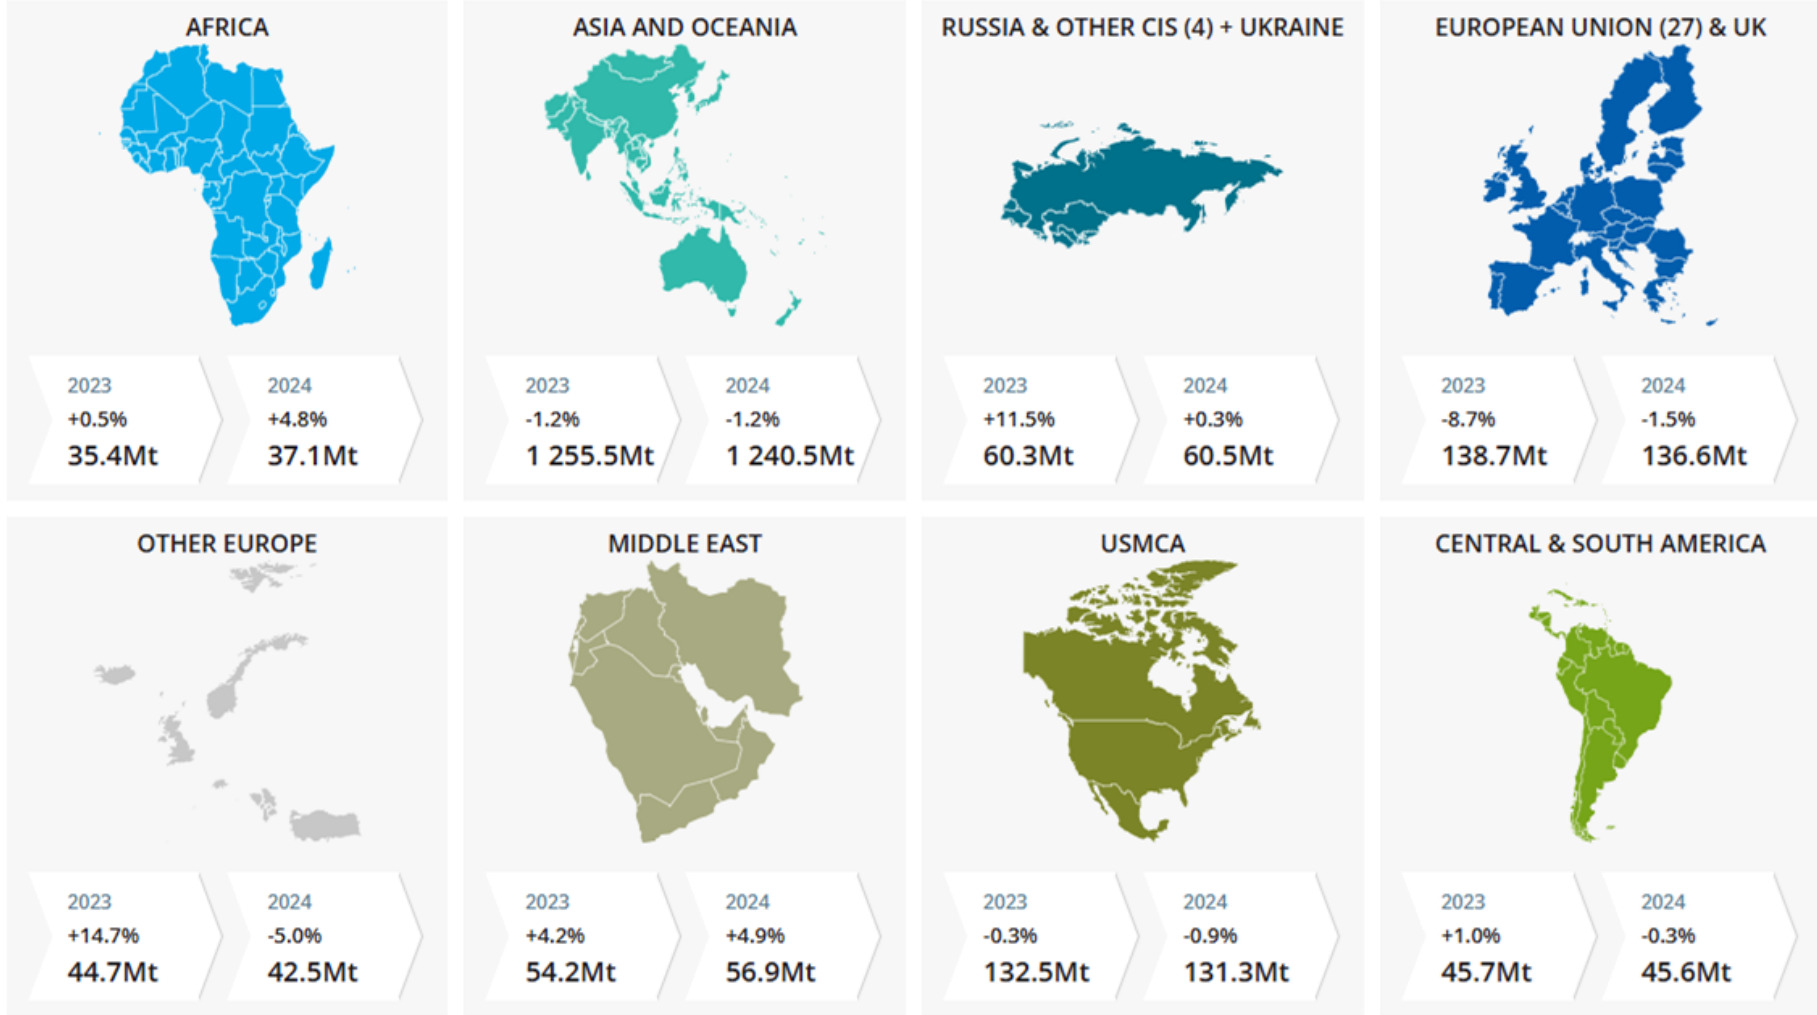 AFRICA
2023
+0.5%
35.4Mt
2024
+4.8%
37.1Mt
ASIA AND OCEANIA
2023
-1.2%
1 255.5Mt
2024
-1.2%
1 240.5Mt
RUSSIA & OTHER CIS (4) + UKRAINE
2023
+11.5%
60.3Mt
2024
+0.3%
60.5Mt
EUROPEAN UNION (27) & UK
2023
-8.7%
138.7Mt
2024
-1.5%
136.6Mt
OTHER EUROPE
2023
+14.7%
44.7Mt
2024
-5.0%
42.5Mt
MIDDLE EAST
2023
+4.2%
54.2Mt
2024
+4.9%
56.9Mt
USMCA
2023
-0.3%
132.5Mt
2024
-0.9%
131.3Mt
CENTRAL & SOUTH AMERICA
2023
+1.0%
45.7Mt
2024
-0.3%
45.6Mt